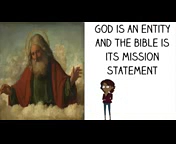 GOD IS AN ENTITY
AND THE BIBLE IS
ITS MISSION
STATEMENT